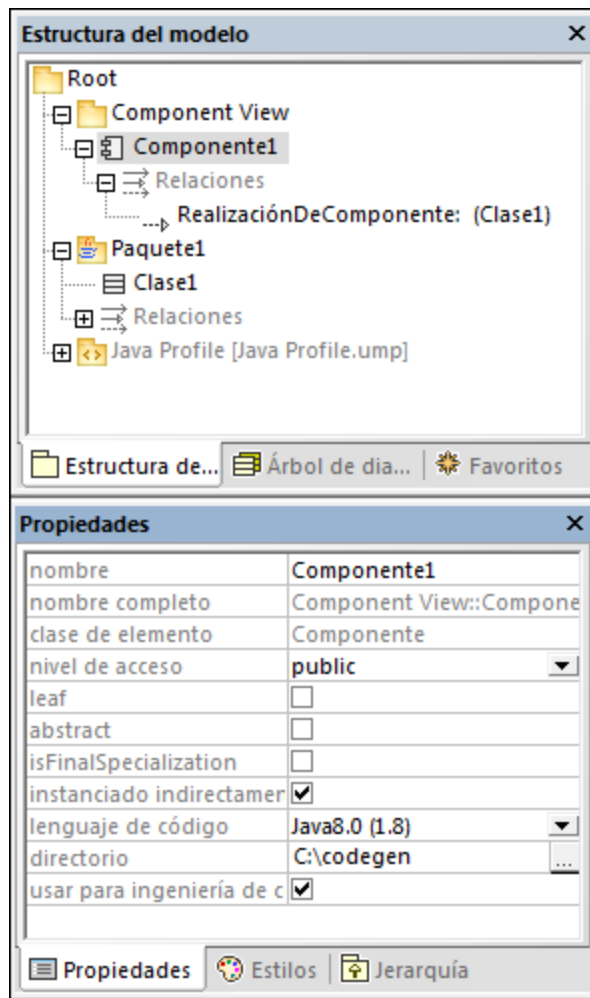 Estructura del modelo
Root
Component View
Componente1
Relaciones
RealizaciónDeComponente: (Clase1)
Paquete1
Clase1
Relaciones
Java Profile [Java Profile.ump]
Estructura de... Árbol de dia... Favoritos
Propiedades
nombre Componente1
nombre completo Component View::Compone
clase de elemento Componente
nivel de acceso public
leaf
abstract
isFinalSpecialization
instanciado indirectamer
lenguaje de código Java8.0 (1.8)
directorio C:\codegen ...
usar para ingeniería de c
Propiedades Estilos Jerarquía